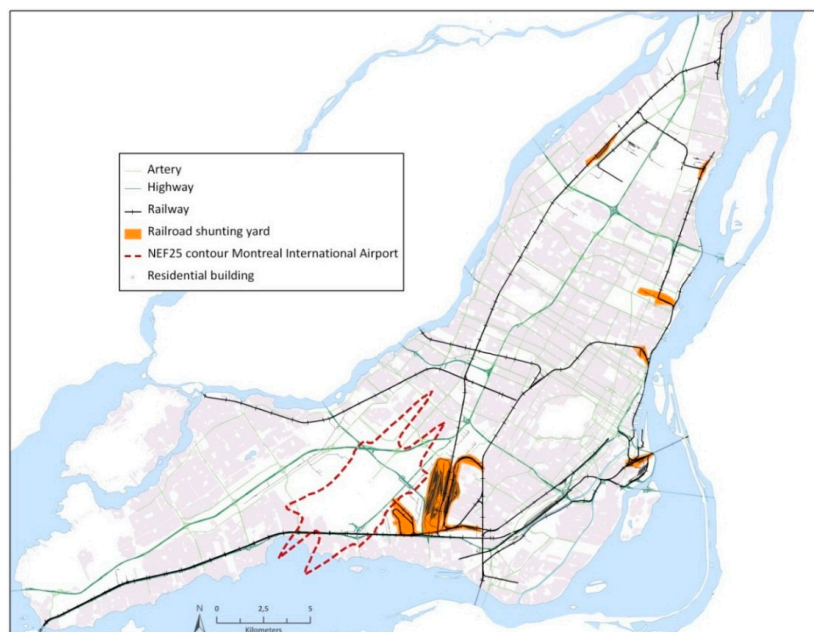 Artery
Highway
Railway
Railroad shunting yard
NEF25 contour Montreal International Airport
Residential building
N
0 2,5 5
Kilometers